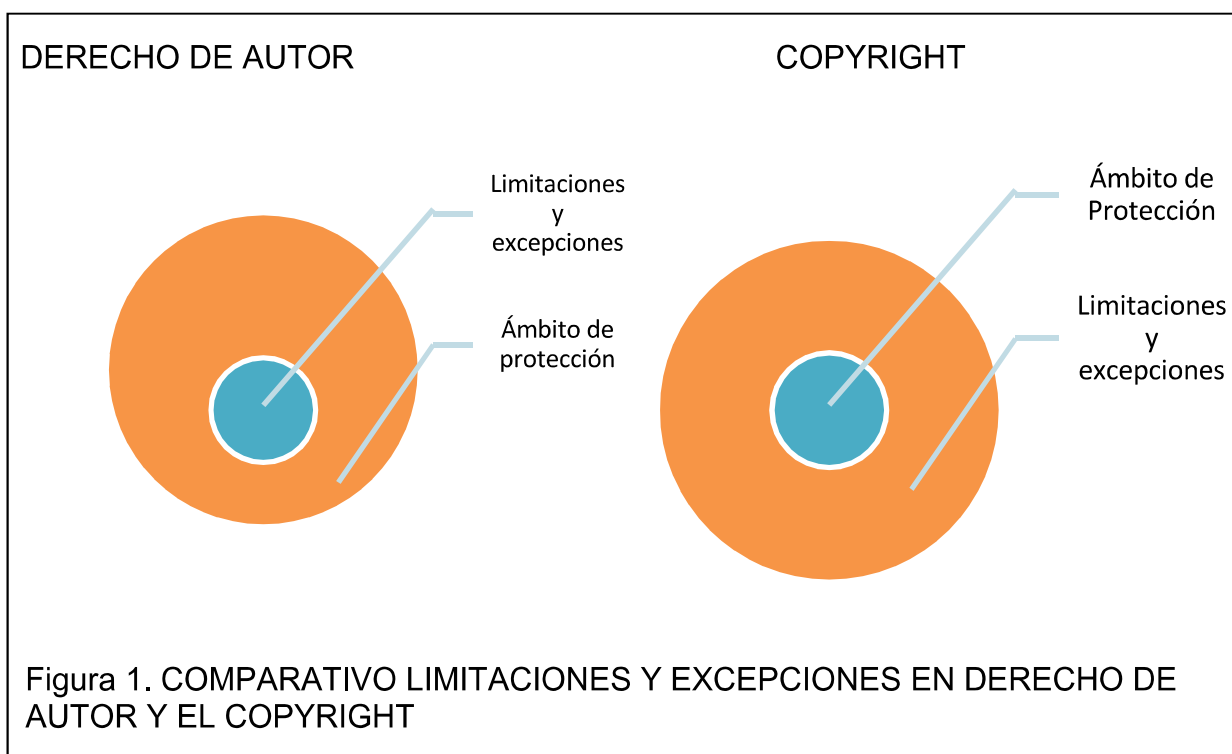 DERECHO DE AUTOR
COPYRIGHT
Limitaciones
y
excepciones
Ámbito de
protección
Ámbito de
Protección
Limitaciones
y
excepciones
Figura 1. COMPARATIVO LIMITACIONES Y EXCEPCIONES EN DERECHO DE
AUTOR Y EL COPYRIGHT